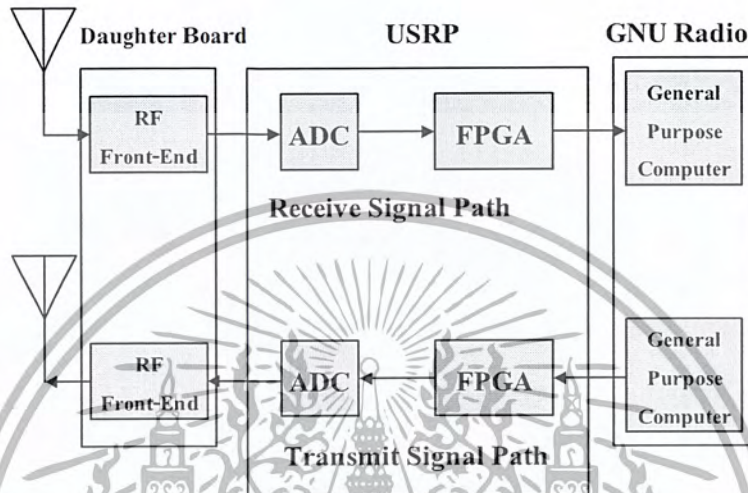 Daughter Board
USRP
GNU Radio
RF
Front-End
ADC
FPGA
General
Purpose
Computer
Receive Signal Path
RF
Front-End
ADC
FPGA
General
Purpose
Computer
Transmit Signal Path